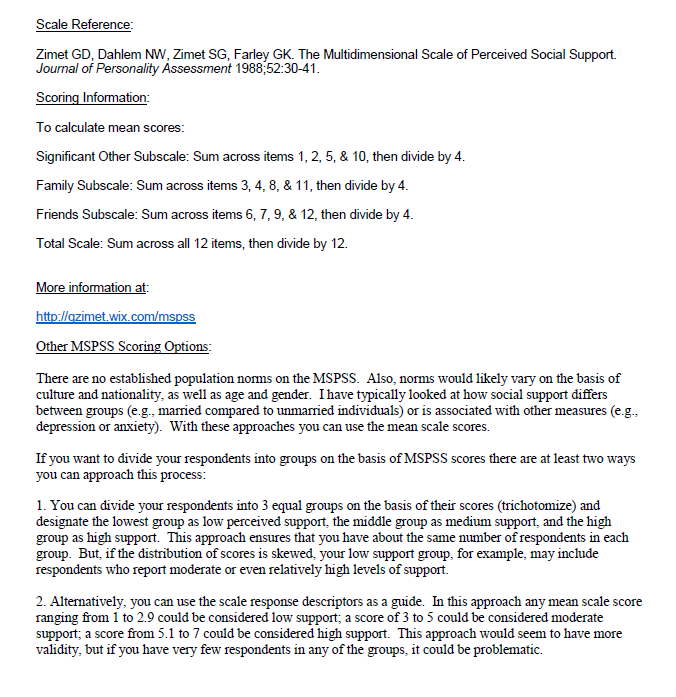 Scale Reference:
Zimet GD, Dahlem NW, Zimet SG, Farley GK. The Multidimensional Scale of Perceived Social Support.
Journal of Personality Assessment 1988;52:30-41.
Scoring Information:
To calculate mean scores:
Significant Other Subscale: Sum across items 1, 2, 5, & 10, then divide by 4.
Family Subscale: Sum across items 3, 4, 8, & 11, then divide by 4.
Friends Subscale: Sum across items 6, 7, 9, & 12, then divide by 4.
Total Scale: Sum across all 12 items, then divide by 12.
More information at:
http://gzimet.wix.com/mspss
Other MSPSS Scoring Options:
There are no established population norms on the MSPSS. Also, norms would likely vary on the basis of
culture and nationality, as well as age and gender. I have typically looked at how social support differs
between groups (e.g., married compared to unmarried individuals) or is associated with other measures (e.g.,
depression or anxiety). With these approaches you can use the mean scale scores.
If you want to divide your respondents into groups on the basis of MSPSS scores there are at least two ways
you can approach this process:
1. You can divide your respondents into 3 equal groups on the basis of their scores (trichotomize) and
designate the lowest group as low perceived support, the middle group as medium support, and the high
group as high support. This approach ensures that you have about the same number of respondents in each
group. But, if the distribution of scores is skewed, your low support group, for example, may include
respondents who report moderate or even relatively high levels of support.
2. Alternatively, you can use the scale response descriptors as a guide. In this approach any mean scale score
ranging from 1 to 2.9 could be considered low support; a score of 3 to 5 could be considered moderate
support; a score from 5.1 to 7 could be considered high support. This approach would seem to have more
validity, but if you have very few respondents in any of the groups, it could be problematic.